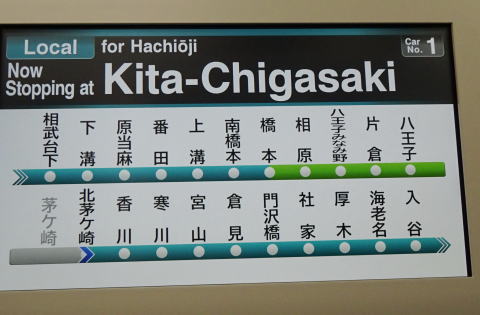 Local for Hachiōji
Car No. 1
Now Stopping at Kita-Chigasaki
相武台下 下溝 原当麻 番田 上溝 南橋本 橋本 相原 八王子みなみ野 片倉 八王子
茅ケ崎 北茅ケ崎 香川 寒川 宮山 倉見 門沢橋 社家 厚木 海老名 入谷